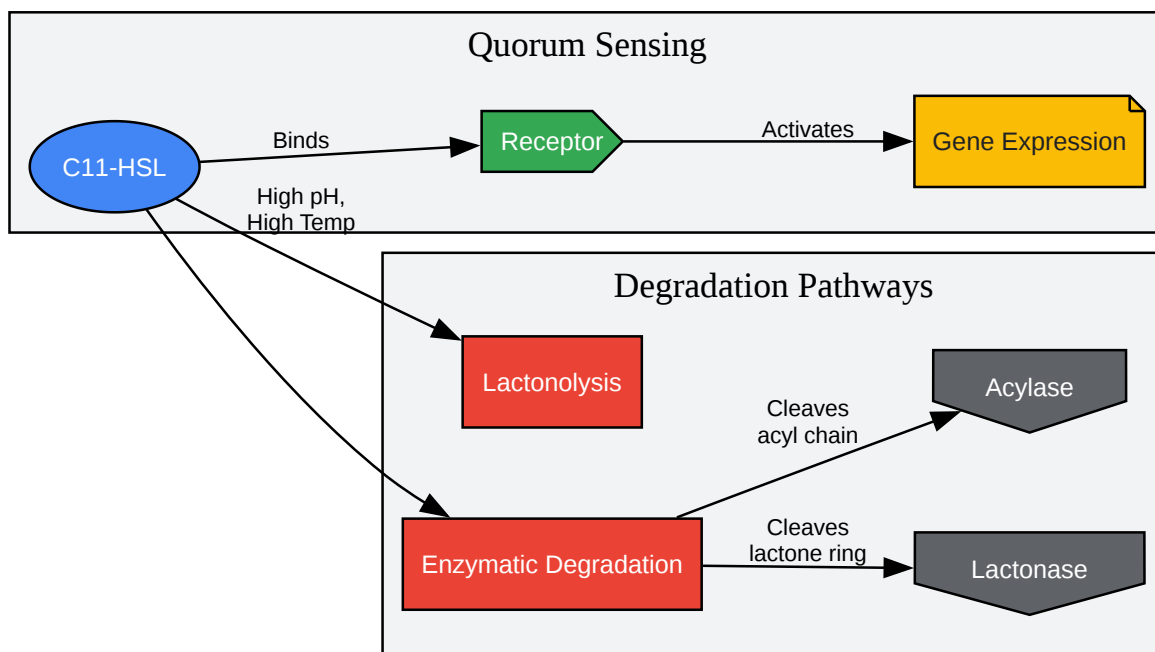 Quorum Sensing
C11-HSL
Binds
Receptor
Activates
Gene Expression
High pH,
High Temp
Degradation Pathways
Lactonolysis
Cleaves
acyl chain
Acylase
Enzymatic Degradation
Cleaves
lactone ring
Lactonase